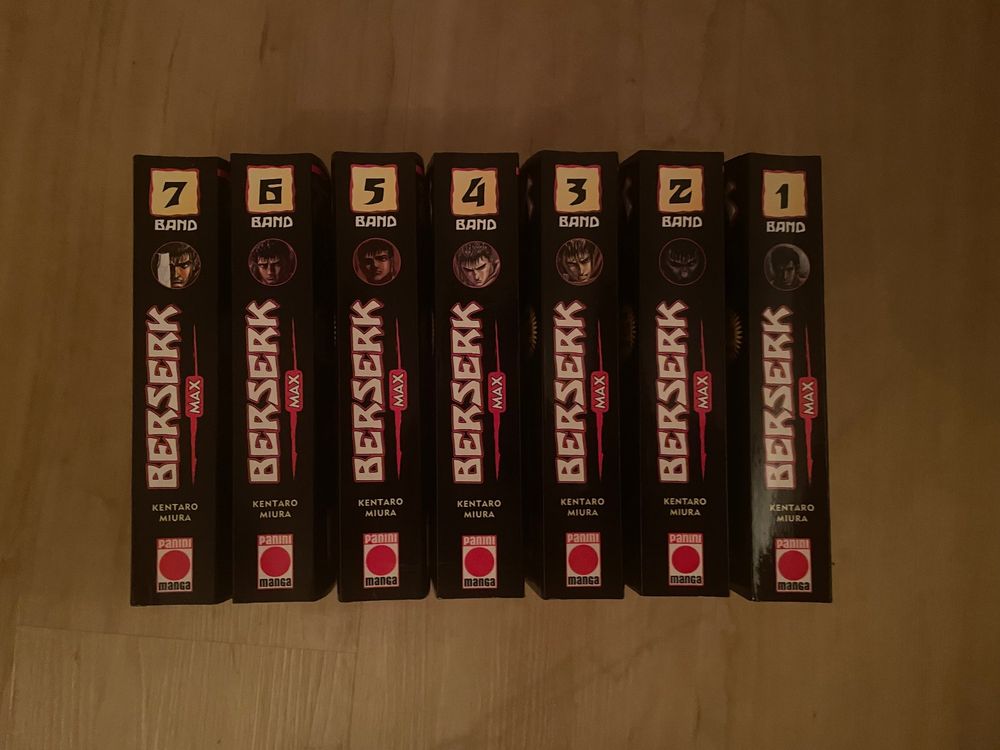 7
BAND
BERSERK
MAX
KENTARO
MIURA
PANINI
manga
6
BAND
BERSERK
MAX
KENTARO
MIURA
PANINI
manga
5
BAND
BERSERK
MAX
KENTARO
MIURA
PANINI
manga
4
BAND
BERSERK
MAX
KENTARO
MIURA
PANINI
manga
3
BAND
BERSERK
MAX
KENTARO
MIURA
PANINI
manga
2
BAND
BERSERK
MAX
KENTARO
MIURA
PANINI
manga
1
BAND
BERSERK
MAX
KENTARO
MIURA
PANINI
manga